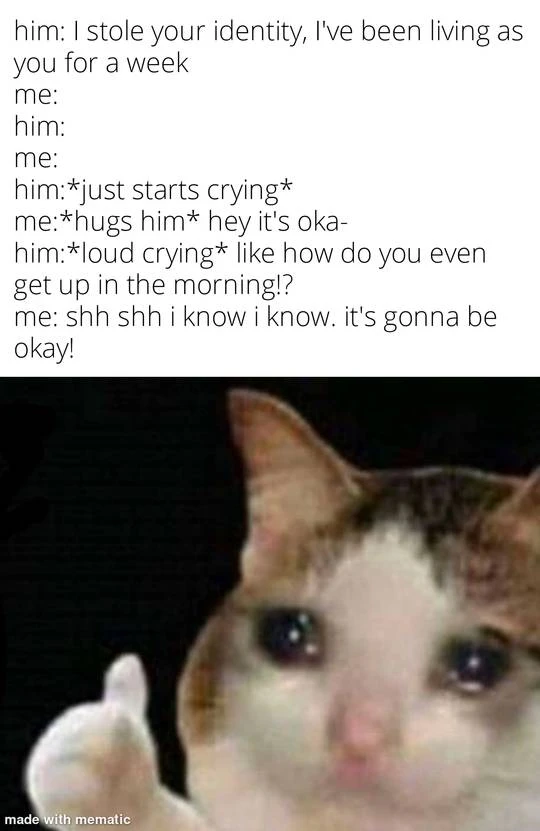 him: I stole your identity, I've been living as
you for a week
me:
him:
me:
him:*just starts crying*
me:*hugs him* hey it's oka-
him:*loud crying* like how do you even
get up in the morning!?
me: shh shh i know i know. it's gonna be
okay!
made with mematic